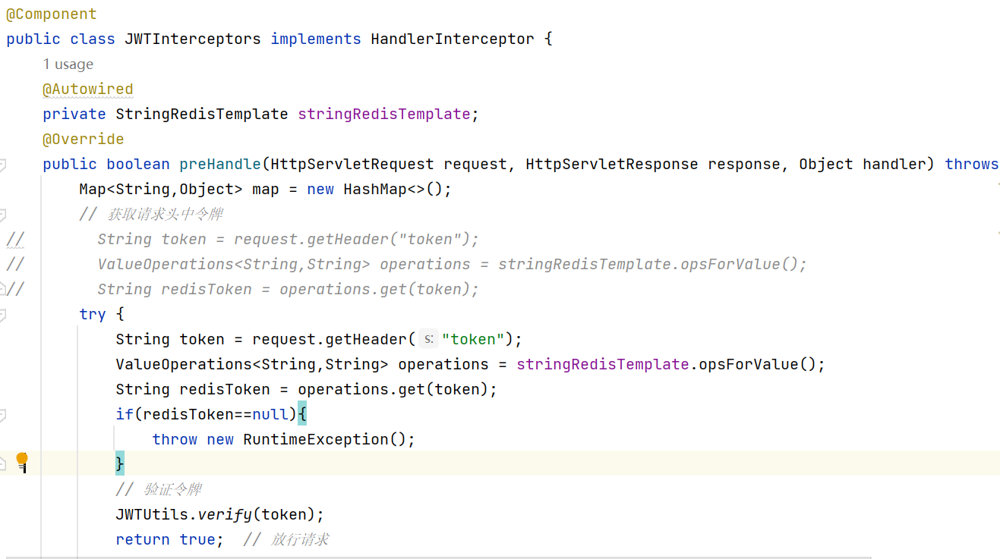 @Component
public class JWTInterceptors implements HandlerInterceptor {
    1 usage
    @Autowired
    private StringRedisTemplate stringRedisTemplate;
    @Override
    public boolean preHandle(HttpServletRequest request, HttpServletResponse response, Object handler) throws
        Map<String,Object> map = new HashMap<>();
        // 获取请求头中令牌
//        String token = request.getHeader("token");
//        ValueOperations<String,String> operations = stringRedisTemplate.opsForValue();
//        String redisToken = operations.get(token);
        try {
            String token = request.getHeader( s: "token");
            ValueOperations<String,String> operations = stringRedisTemplate.opsForValue();
            String redisToken = operations.get(token);
            if(redisToken==null){
                throw new RuntimeException();
            }
            // 验证令牌
            JWTUtils.verify(token);
            return true;  // 放行请求